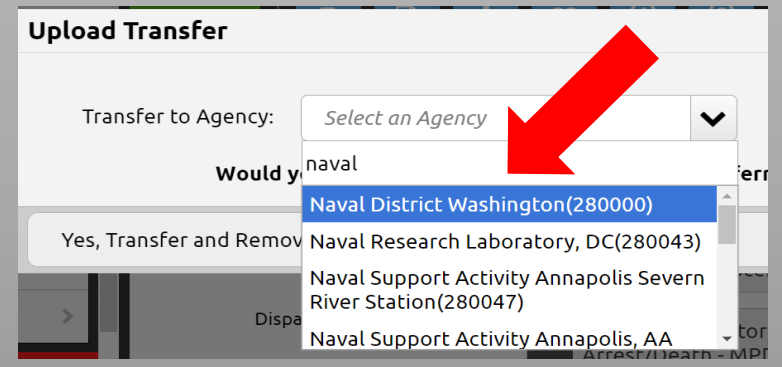 Upload Transfer
Transfer to Agency:
Select an Agency
naval
Would y
ferr
Naval District Washington(280000)
Yes, Transfer and Remov
Naval Research Laboratory, DC(280043)
Naval Support Activity Annapolis Severn
River Station(280047)
Dispa
Naval Support Activity Annapolis, AA
tor
Arrest/Death - MPD